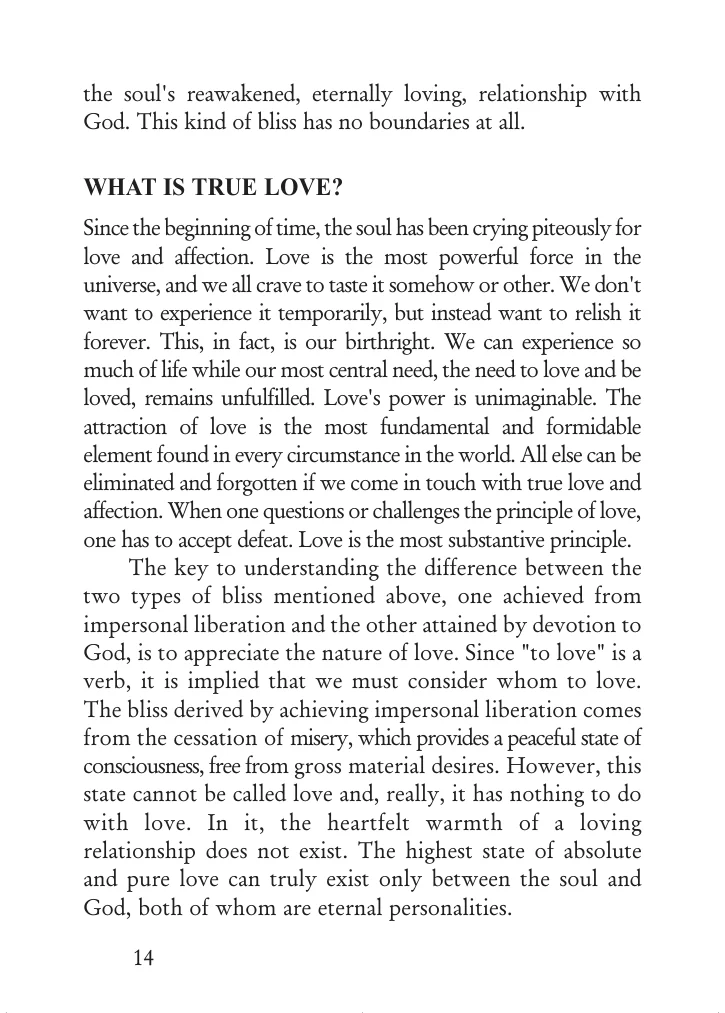 the soul's reawakened, eternally loving, relationship with
God. This kind of bliss has no boundaries at all.
WHAT IS TRUE LOVE?
Since the beginning of time, the soul has been crying piteously for
love and affection. Love is the most powerful force in the
universe, and we all crave to taste it somehow or other. We don't
want to experience it temporarily, but instead want to relish it
forever. This, in fact, is our birthright. We can experience so
much of life while our most central need, the need to love and be
loved, remains unfulfilled. Love's power is unimaginable. The
attraction of love is the most fundamental and formidable
element found in every circumstance in the world. All else can be
eliminated and forgotten if we come in touch with true love and
affection. When one questions or challenges the principle of love,
one has to accept defeat. Love is the most substantive principle.
The key to understanding the difference between the
two types of bliss mentioned above, one achieved from
impersonal liberation and the other attained by devotion to
God, is to appreciate the nature of love. Since "to love" is a
verb, it is implied that we must consider whom to love.
The bliss derived by achieving impersonal liberation comes
from the cessation of misery, which provides a peaceful state of
consciousness, free from gross material desires. However, this
state cannot be called love and, really, it has nothing to do
with love. In it, the heartfelt warmth of a loving
relationship does not exist. The highest state of absolute
and pure love can truly exist only between the soul and
God, both of whom are eternal personalities.
14